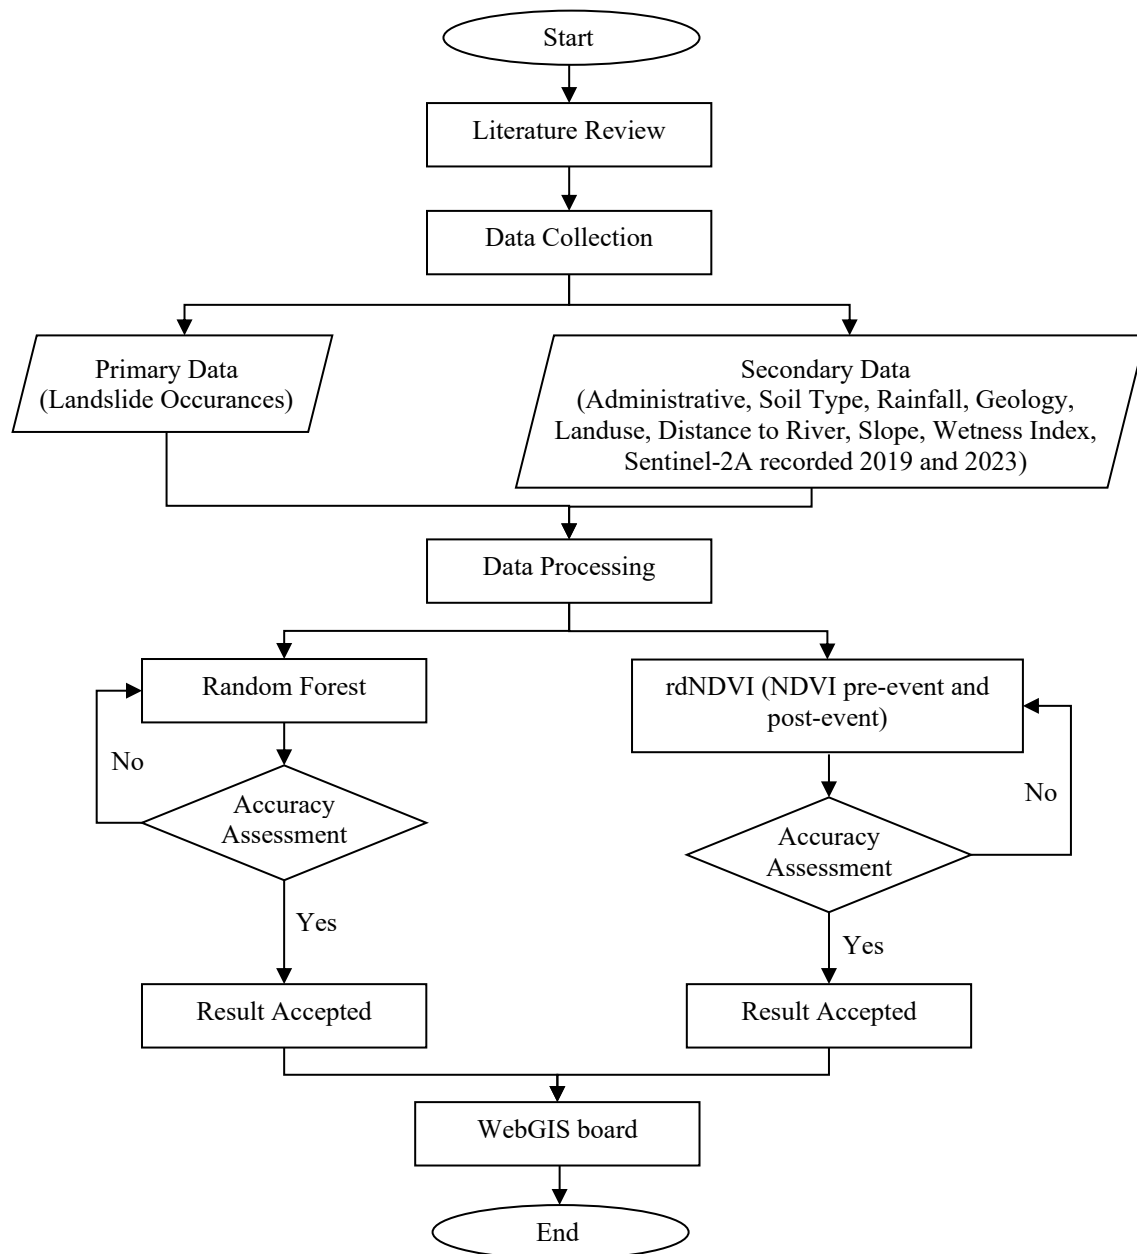 Start
Literature Review
Data Collection
Primary Data
(Landslide Occurances)
Secondary Data
(Administrative, Soil Type, Rainfall, Geology,
Landuse, Distance to River, Slope, Wetness Index,
Sentinel-2A recorded 2019 and 2023)
Data Processing
Random Forest
rdNDVI (NDVI pre-event and
post-event)
No
Accuracy
Assessment
No
Accuracy
Assessment
Yes
Yes
Result Accepted
Result Accepted
WebGIS board
End